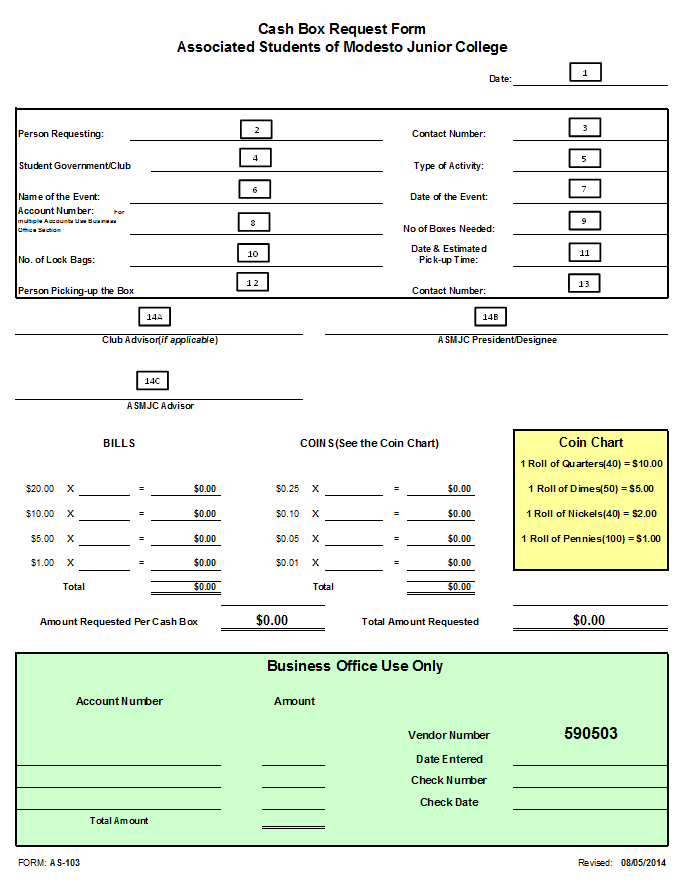 Cash Box Request Form
Associated Students of Modesto Junior College
Date: 1
Person Requesting: 2 Contact Number: 3
Student Government/Club 4 Type of Activity: 5
Name of the Event: 6 Date of the Event: 7
Account Number: For
multiple Accounts Use Business
Office Section 8 No of Boxes Needed: 9
No. of Lock Bags: 10 Date & Estimated
Pick-up Time: 11
Person Picking-up the Box 12 Contact Number: 13
14A 14B
Club Advisor(if applicable) ASMJC President/Designee
14C
ASMJC Advisor
BILLS COINS(See the Coin Chart) Coin Chart
1 Roll of Quarters(40) = $10.00
$20.00 X = $0.00 $0.25 X = $0.00 1 Roll of Dimes(50) = $5.00
$10.00 X = $0.00 $0.10 X = $0.00 1 Roll of Nickels(40) = $2.00
$5.00 X = $0.00 $0.05 X = $0.00 1 Roll of Pennies(100) = $1.00
$1.00 X = $0.00 $0.01 X = $0.00
Total $0.00 Total $0.00
Amount Requested Per Cash Box $0.00 Total Amount Requested $0.00
Business Office Use Only
Account Number Amount
Vendor Number 590503
Date Entered
Check Number
Check Date
Total Amount
FORM: AS-103 Revised: 08/05/2014